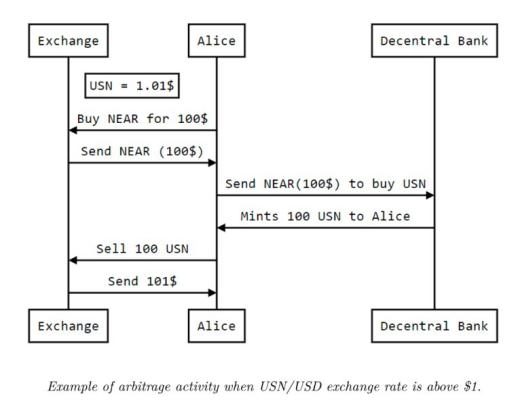 Exchange
Alice
Decentral Bank
USN = 1.01$
Buy NEAR for 100$
Send NEAR (100$)
Send NEAR(100$) to buy USN
Mints 100 USN to Alice
Sell 100 USN
Send 101$
Exchange
Alice
Decentral Bank
Example of arbitrage activity when USN/USD exchange rate is above $1.